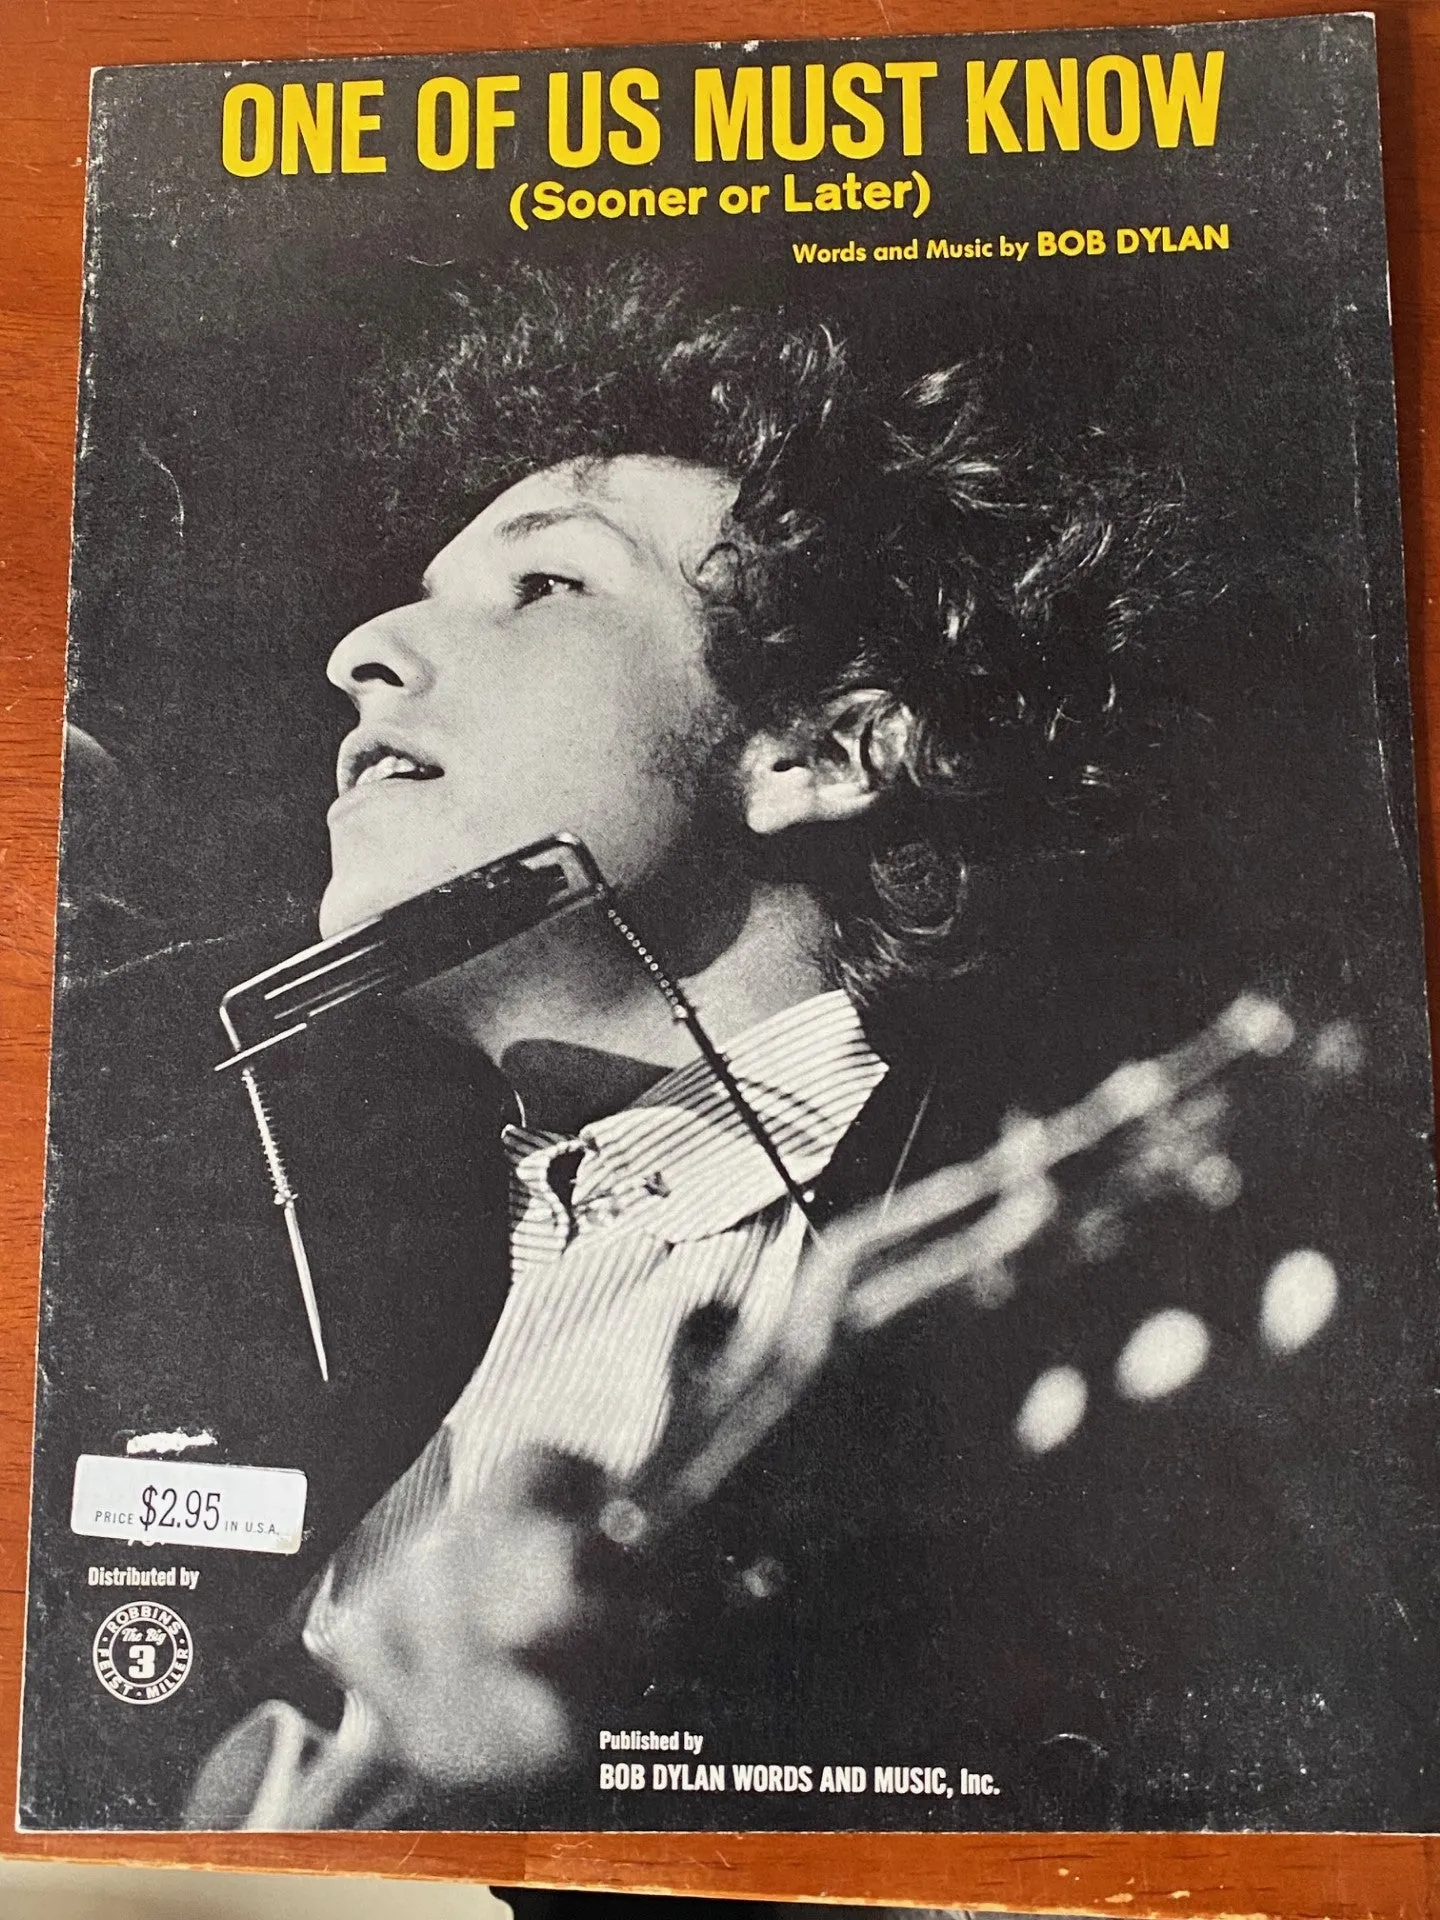 ONE OF US MUST KNOW
(Sooner or Later)
Words and Music by BOB DYLAN
PRICE $2.95 IN U.S.A.
Distributed by
ROBBINS
The Big
3
FEIST • MILLER
Published by
BOB DYLAN WORDS AND MUSIC, Inc.